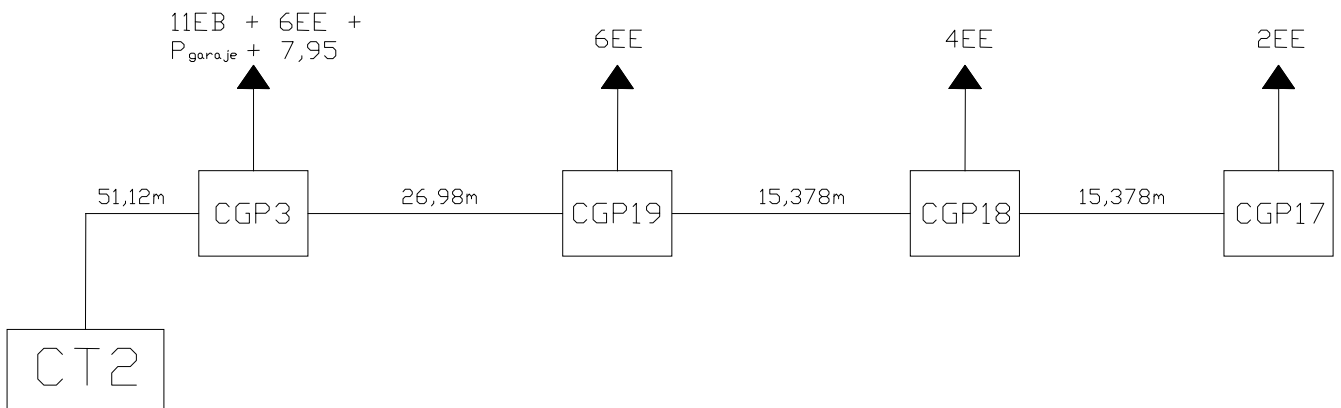 11EB + 6EE +
Pgaraje + 7,95
6EE
4EE
2EE
51,12m
26,98m
15,378m
15,378m
CGP3
CGP19
CGP18
CGP17
CT2